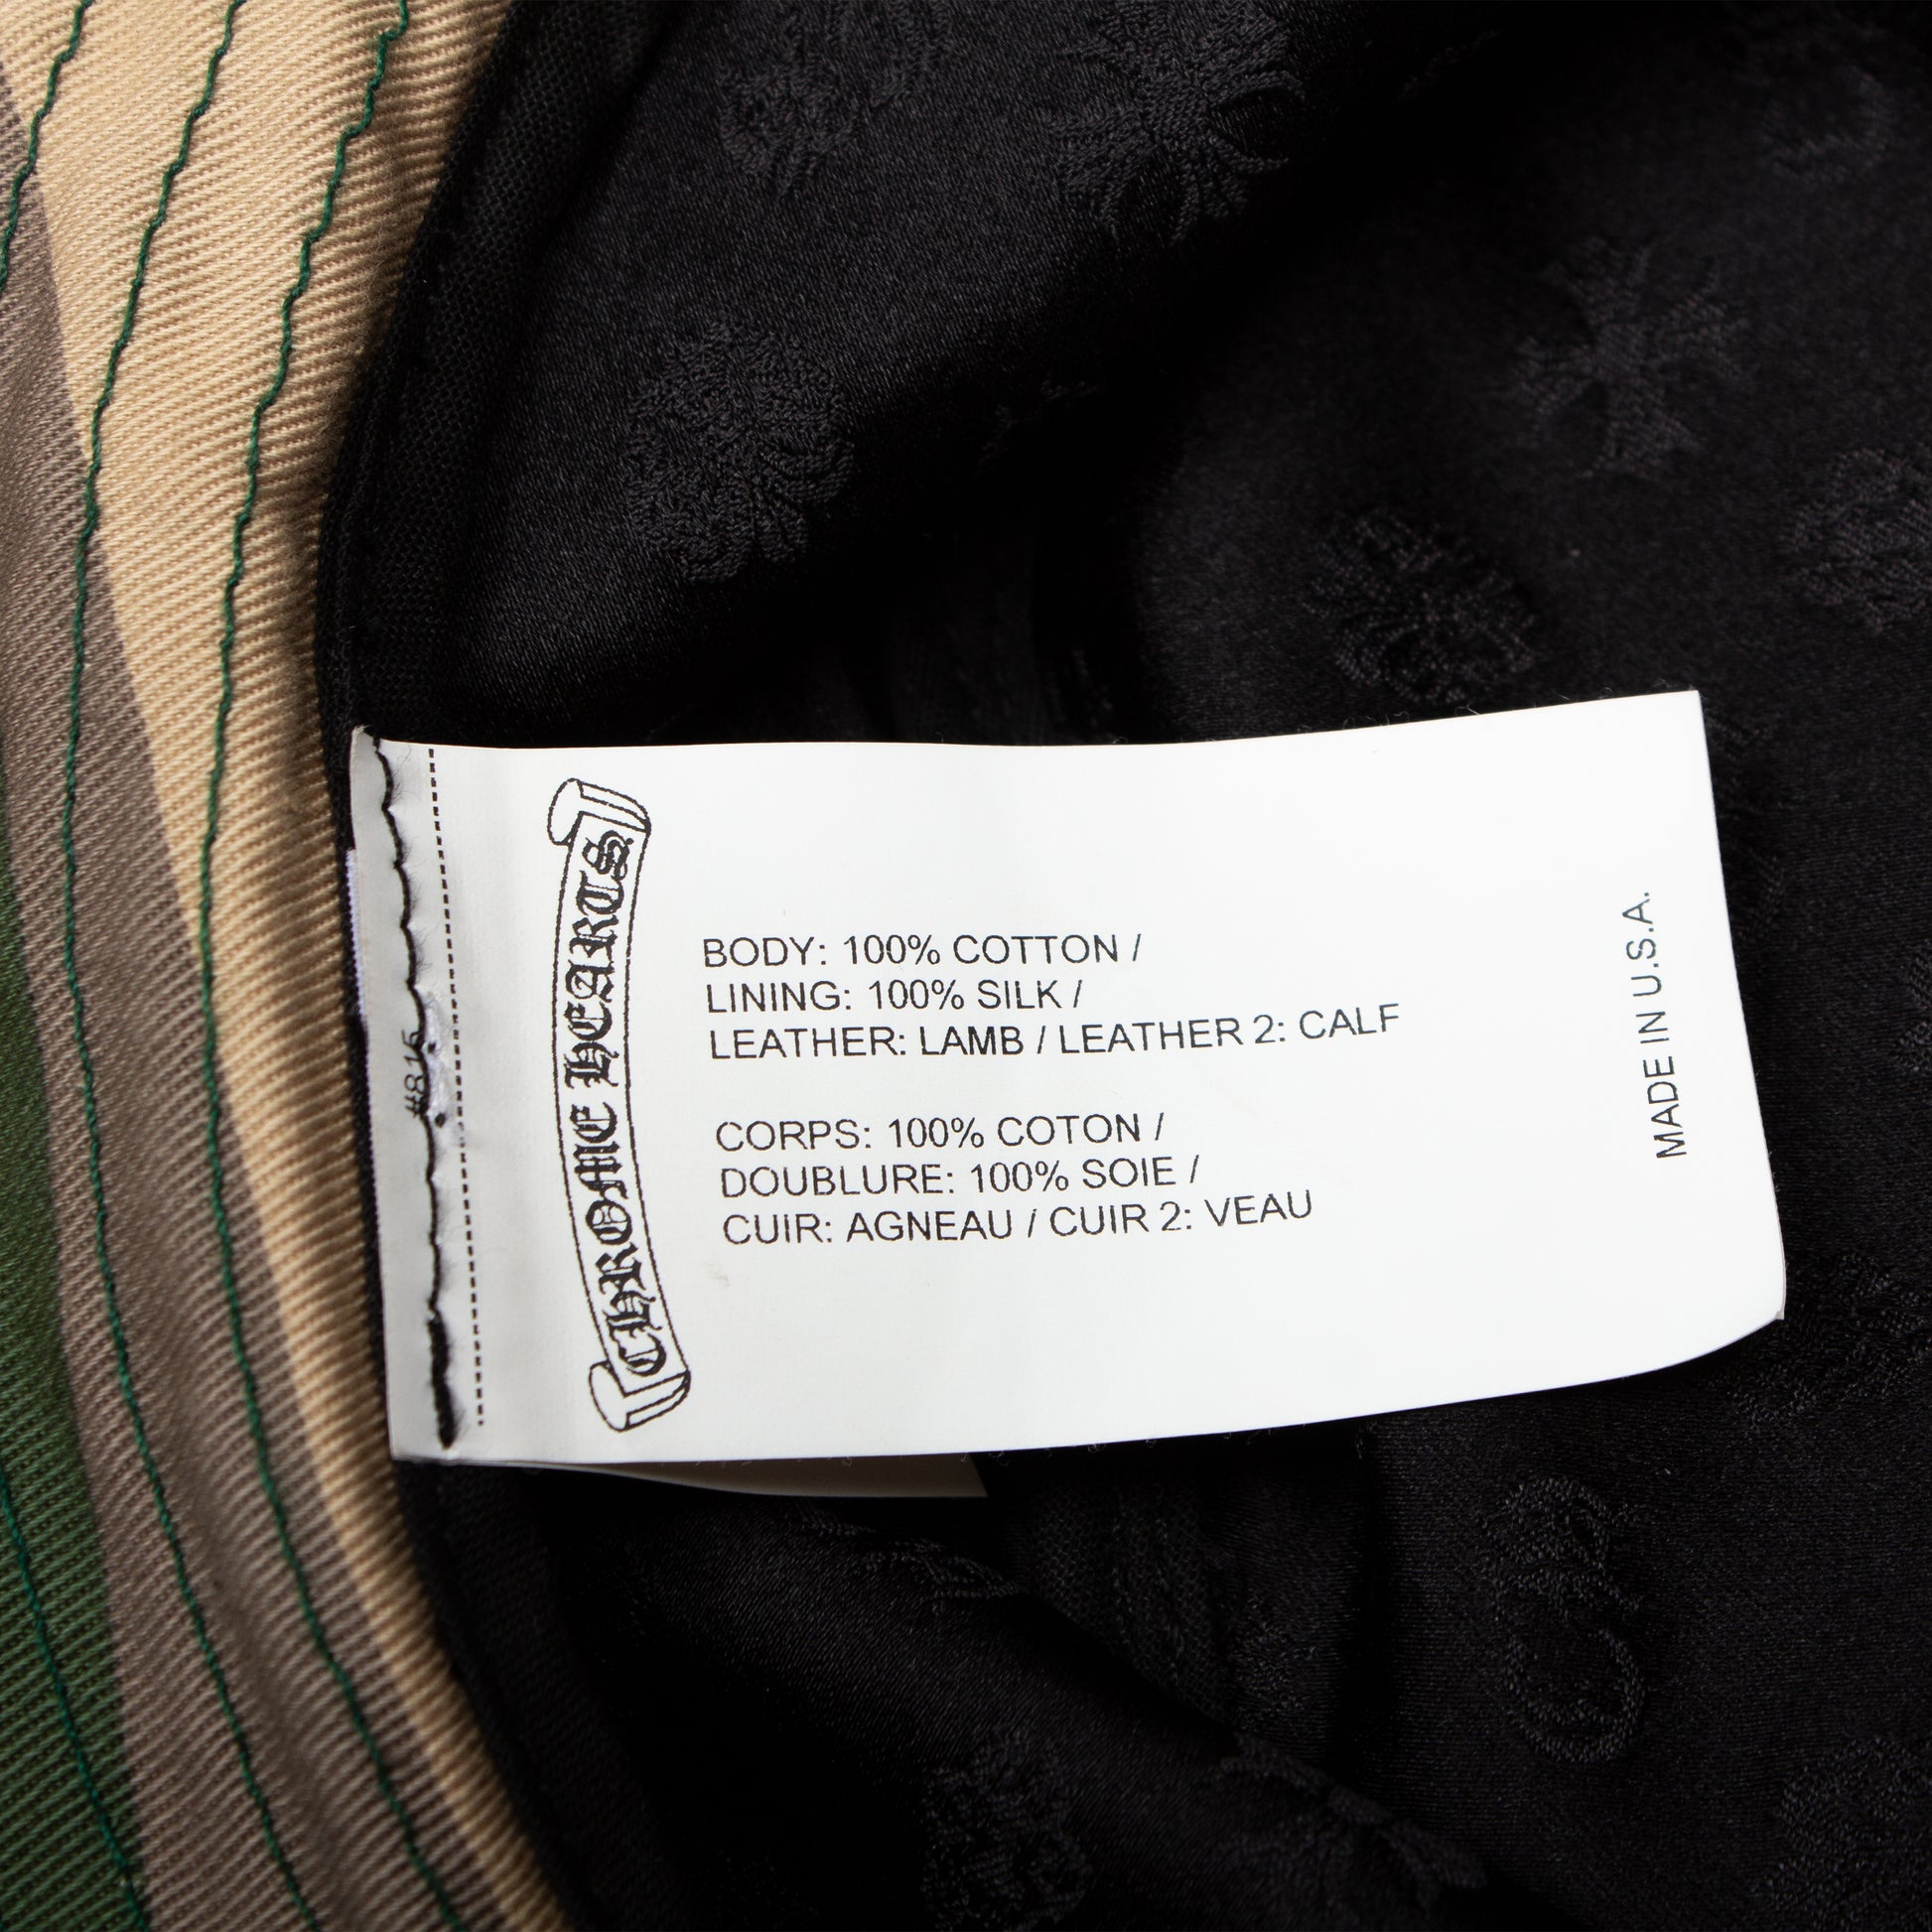 #815
CHROME HEARTS
BODY: 100% COTTON /
LINING: 100% SILK /
LEATHER: LAMB / LEATHER 2: CALF
CORPS: 100% COTON /
DOUBLURE: 100% SOIE /
CUIR: AGNEAU / CUIR 2: VEAU
MADE IN U.S.A.